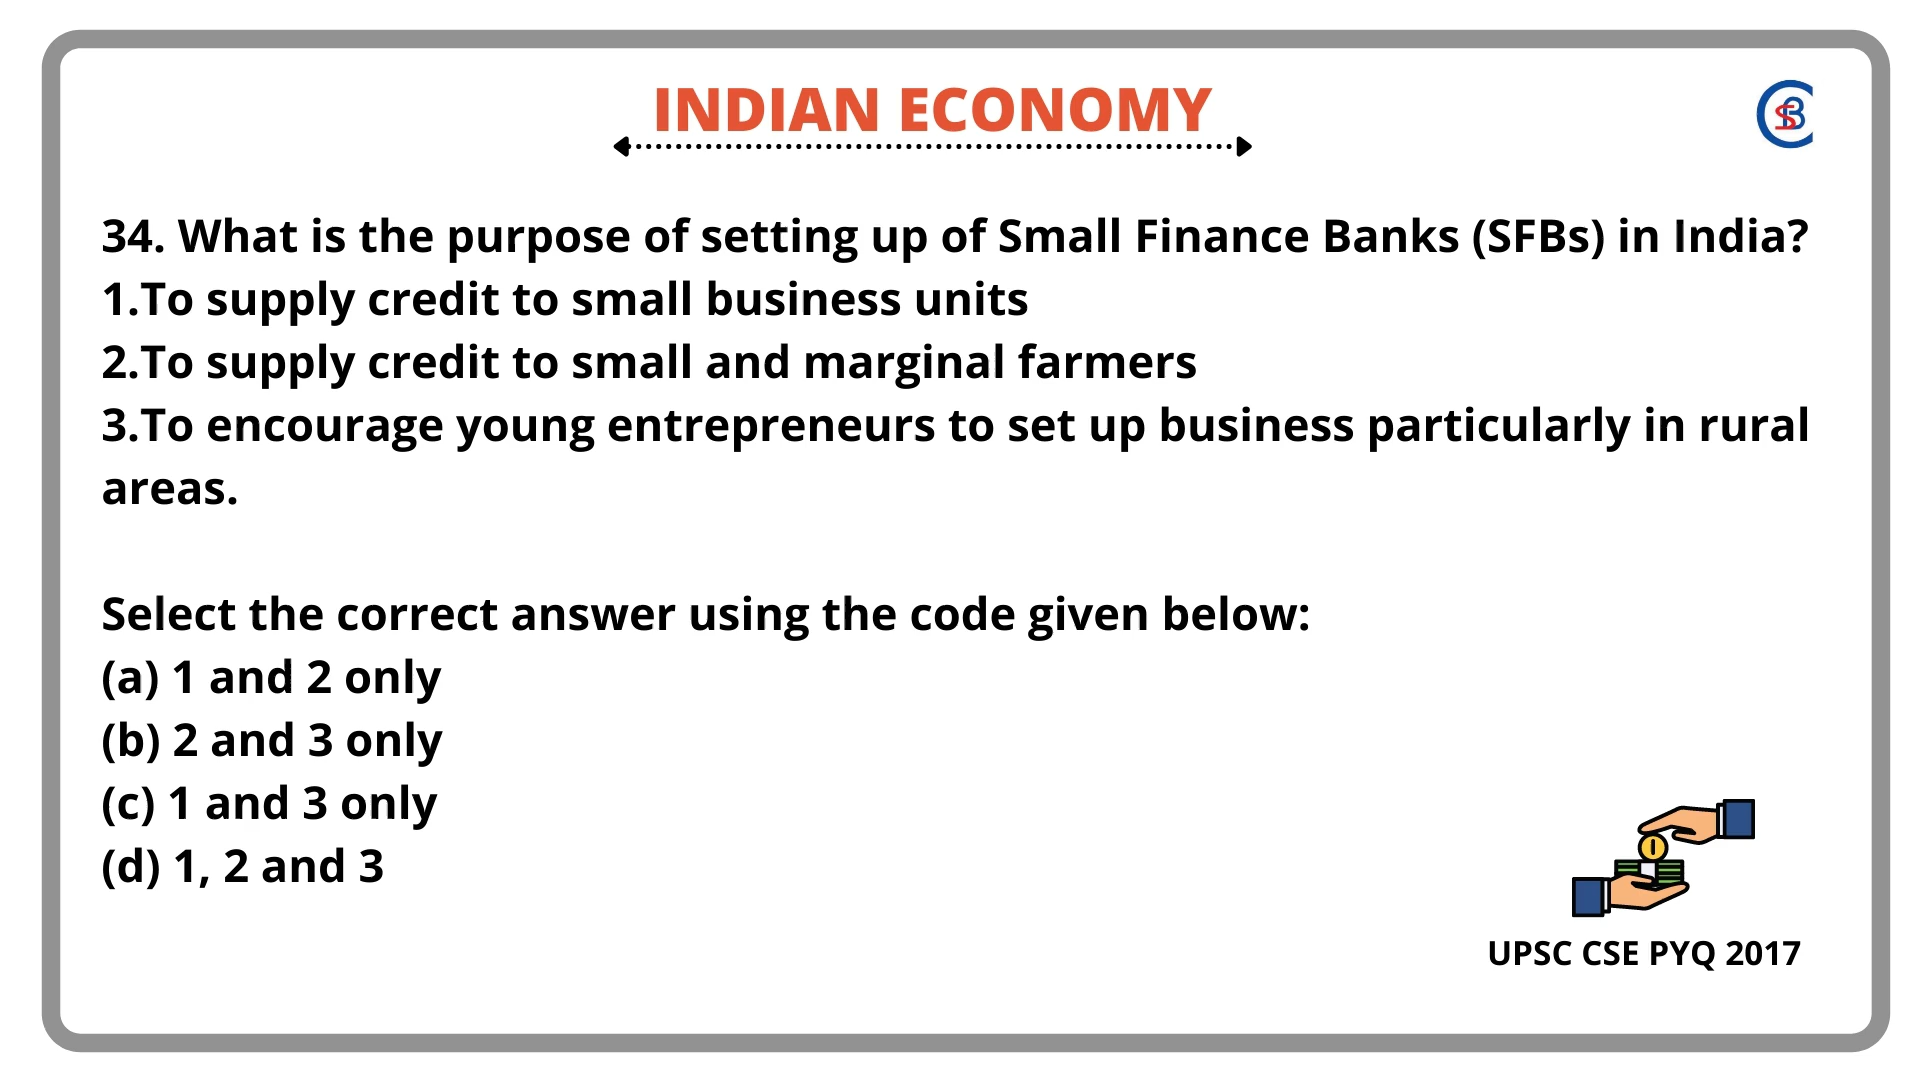 INDIAN ECONOMY
34. What is the purpose of setting up of Small Finance Banks (SFBs) in India?
1.To supply credit to small business units
2.To supply credit to small and marginal farmers
3.To encourage young entrepreneurs to set up business particularly in rural
areas.
Select the correct answer using the code given below:
(a) 1 and 2 only
(b) 2 and 3 only
(c) 1 and 3 only
(d) 1, 2 and 3
UPSC CSE PYQ 2017